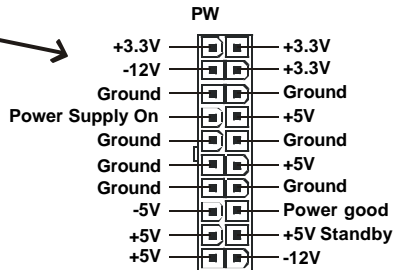 PW
+3.3V +3.3V
-12V +3.3V
Ground Ground
Power Supply On +5V
Ground Ground
Ground +5V
Ground Ground
-5V Power good
+5V +5V Standby
+5V -12V